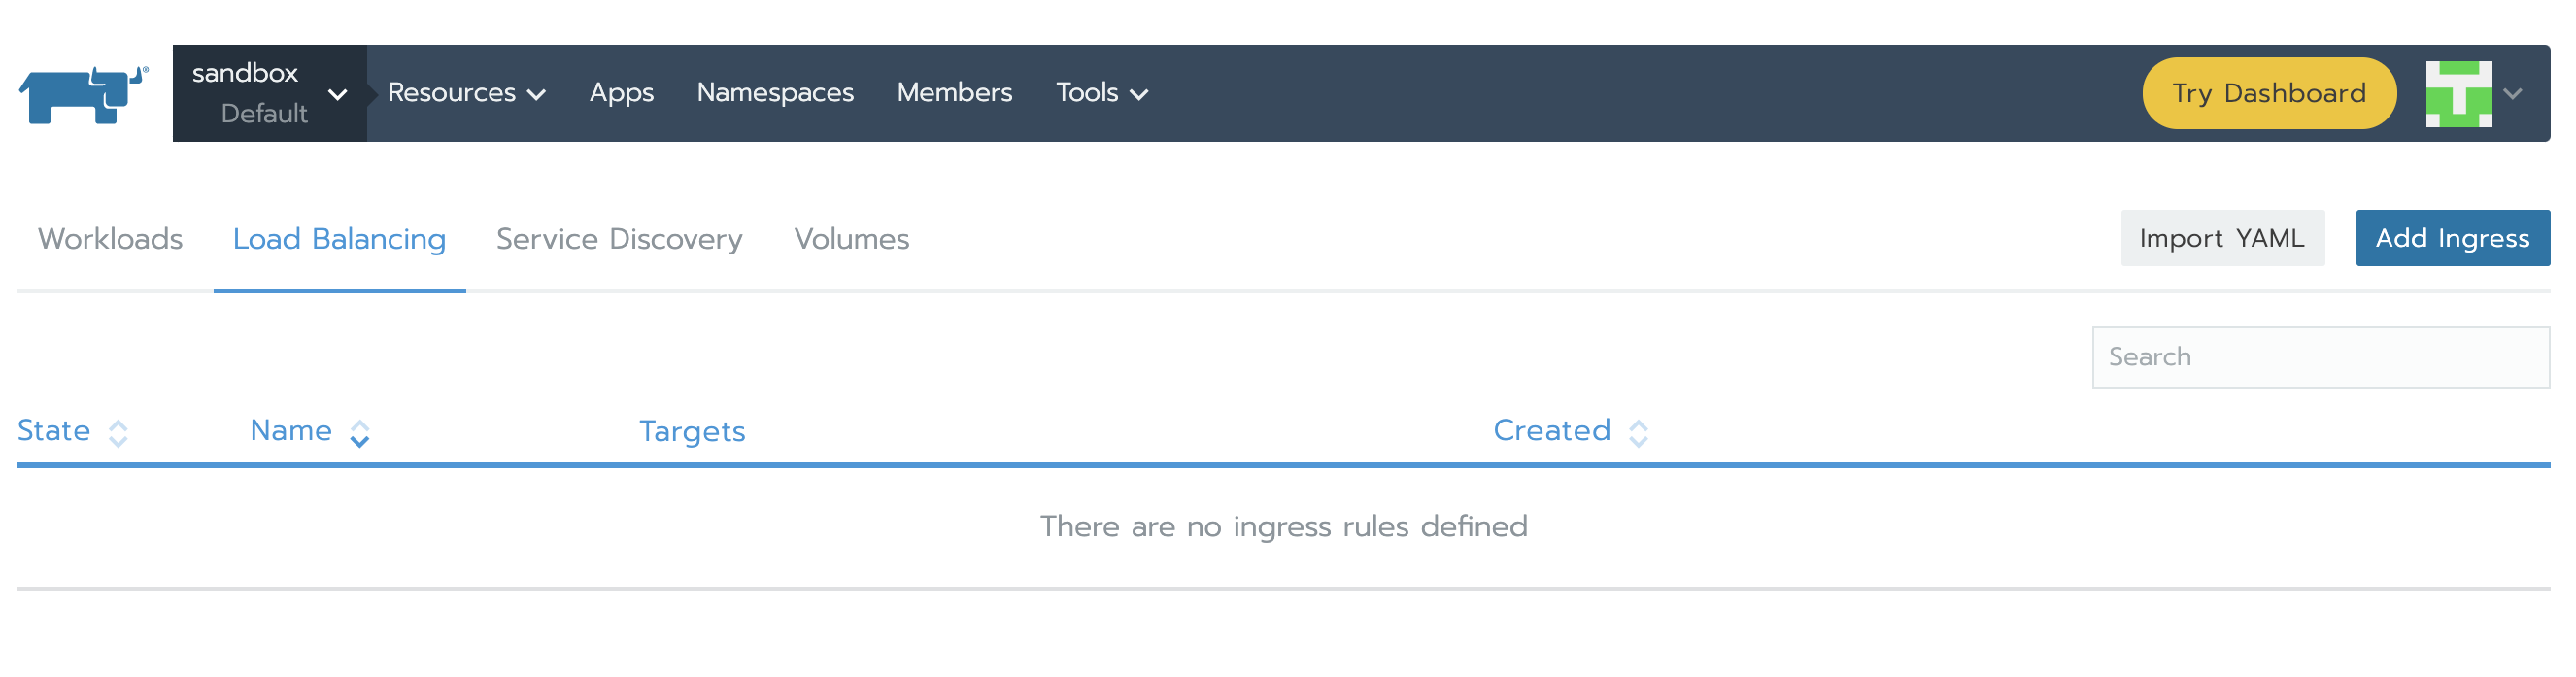 sandbox
Default
Resources Apps Namespaces Members Tools
Try Dashboard
Workloads Load Balancing Service Discovery Volumes
Import YAML Add Ingress
Search
State Name Targets Created
There are no ingress rules defined